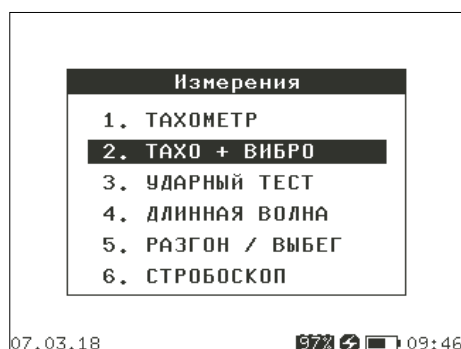 Измерения
1. ТАХОМЕТР
2. ТАХО + ВИБРО
3. УДАРНЫЙ ТЕСТ
4. ДЛИННАЯ ВОЛНА
5. РАЗГОН / ВЫБЕГ
6. СТРОБОСКОП
07.03.18 97% 09:46